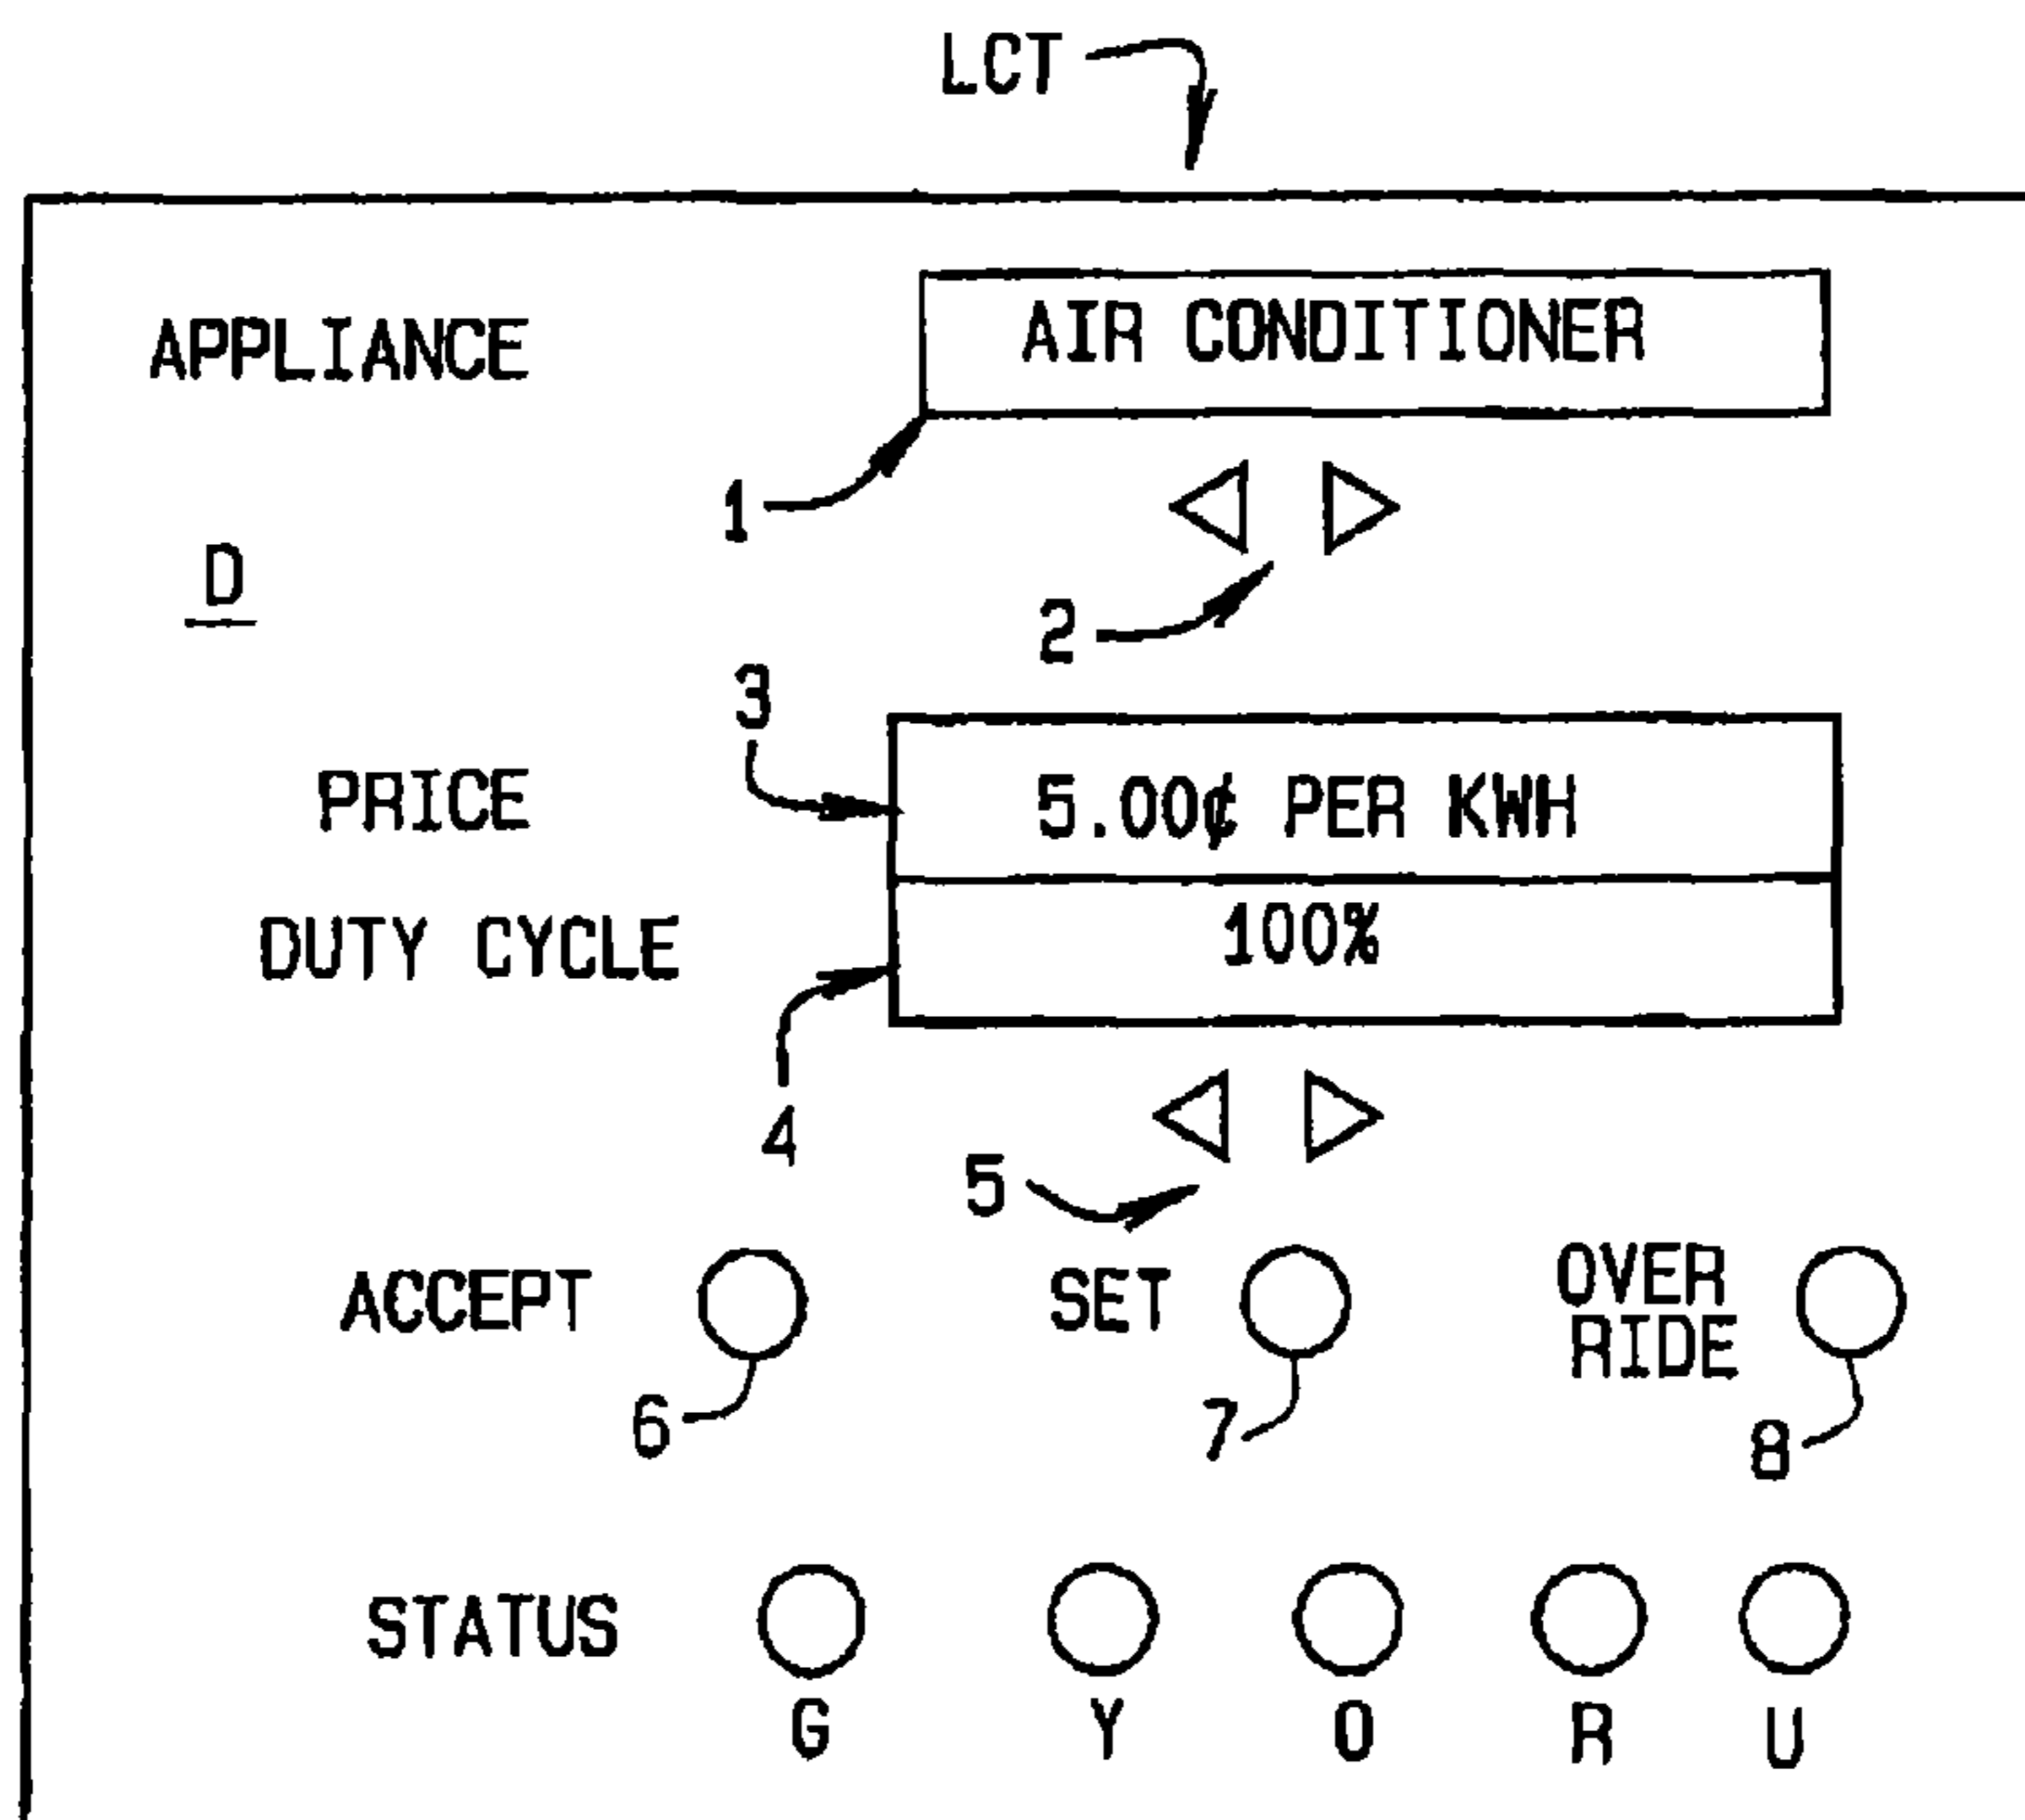 LCT
APPLIANCE AIR CONDITIONER
1
D
2
3
PRICE 5.00¢ PER KWH
DUTY CYCLE 100%
4
5
ACCEPT SET OVER
RIDE
6 7 8
STATUS
G Y O R U